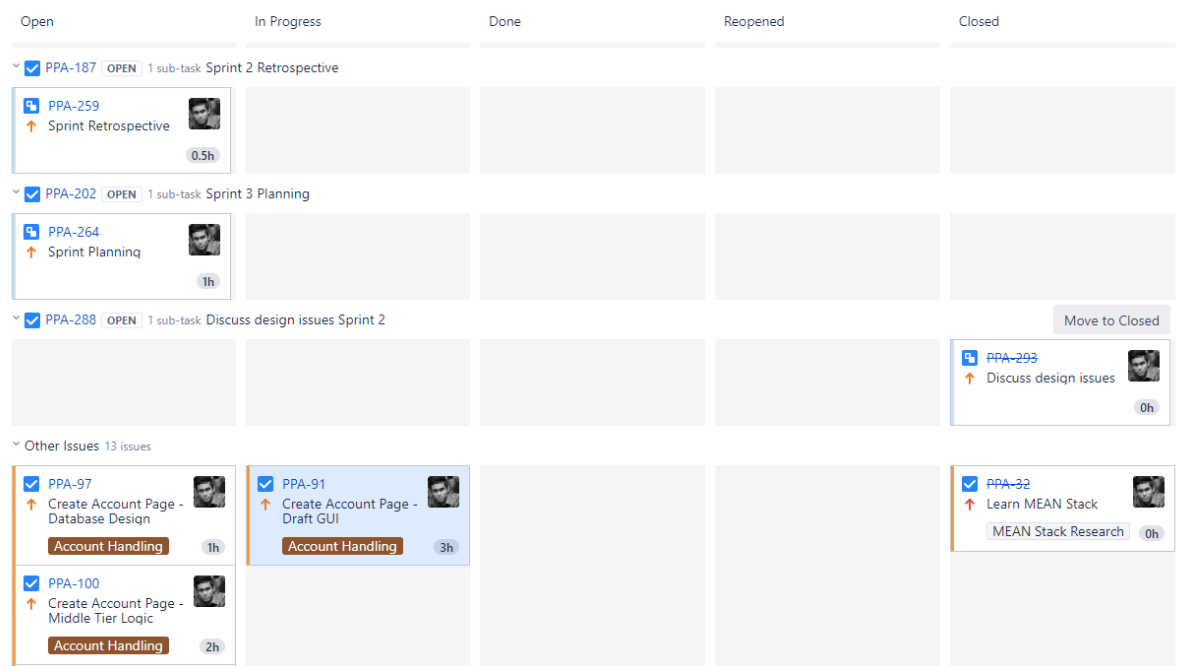 Open In Progress Done Reopened Closed
PPA-187 OPEN 1 sub-task Sprint 2 Retrospective
PPA-259
Sprint Retrospective
0.5h
PPA-202 OPEN 1 sub-task Sprint 3 Planning
PPA-264
Sprint Planning
1h
PPA-288 OPEN 1 sub-task Discuss design issues Sprint 2 Move to Closed
PPA-293
Discuss design issues
0h
Other Issues 13 issues
PPA-97
Create Account Page -
Database Design
Account Handling 1h
PPA-100
Create Account Page -
Middle Tier Logic
Account Handling 2h
PPA-91
Create Account Page -
Draft GUI
Account Handling 3h
PPA-32
Learn MEAN Stack
MEAN Stack Research 0h